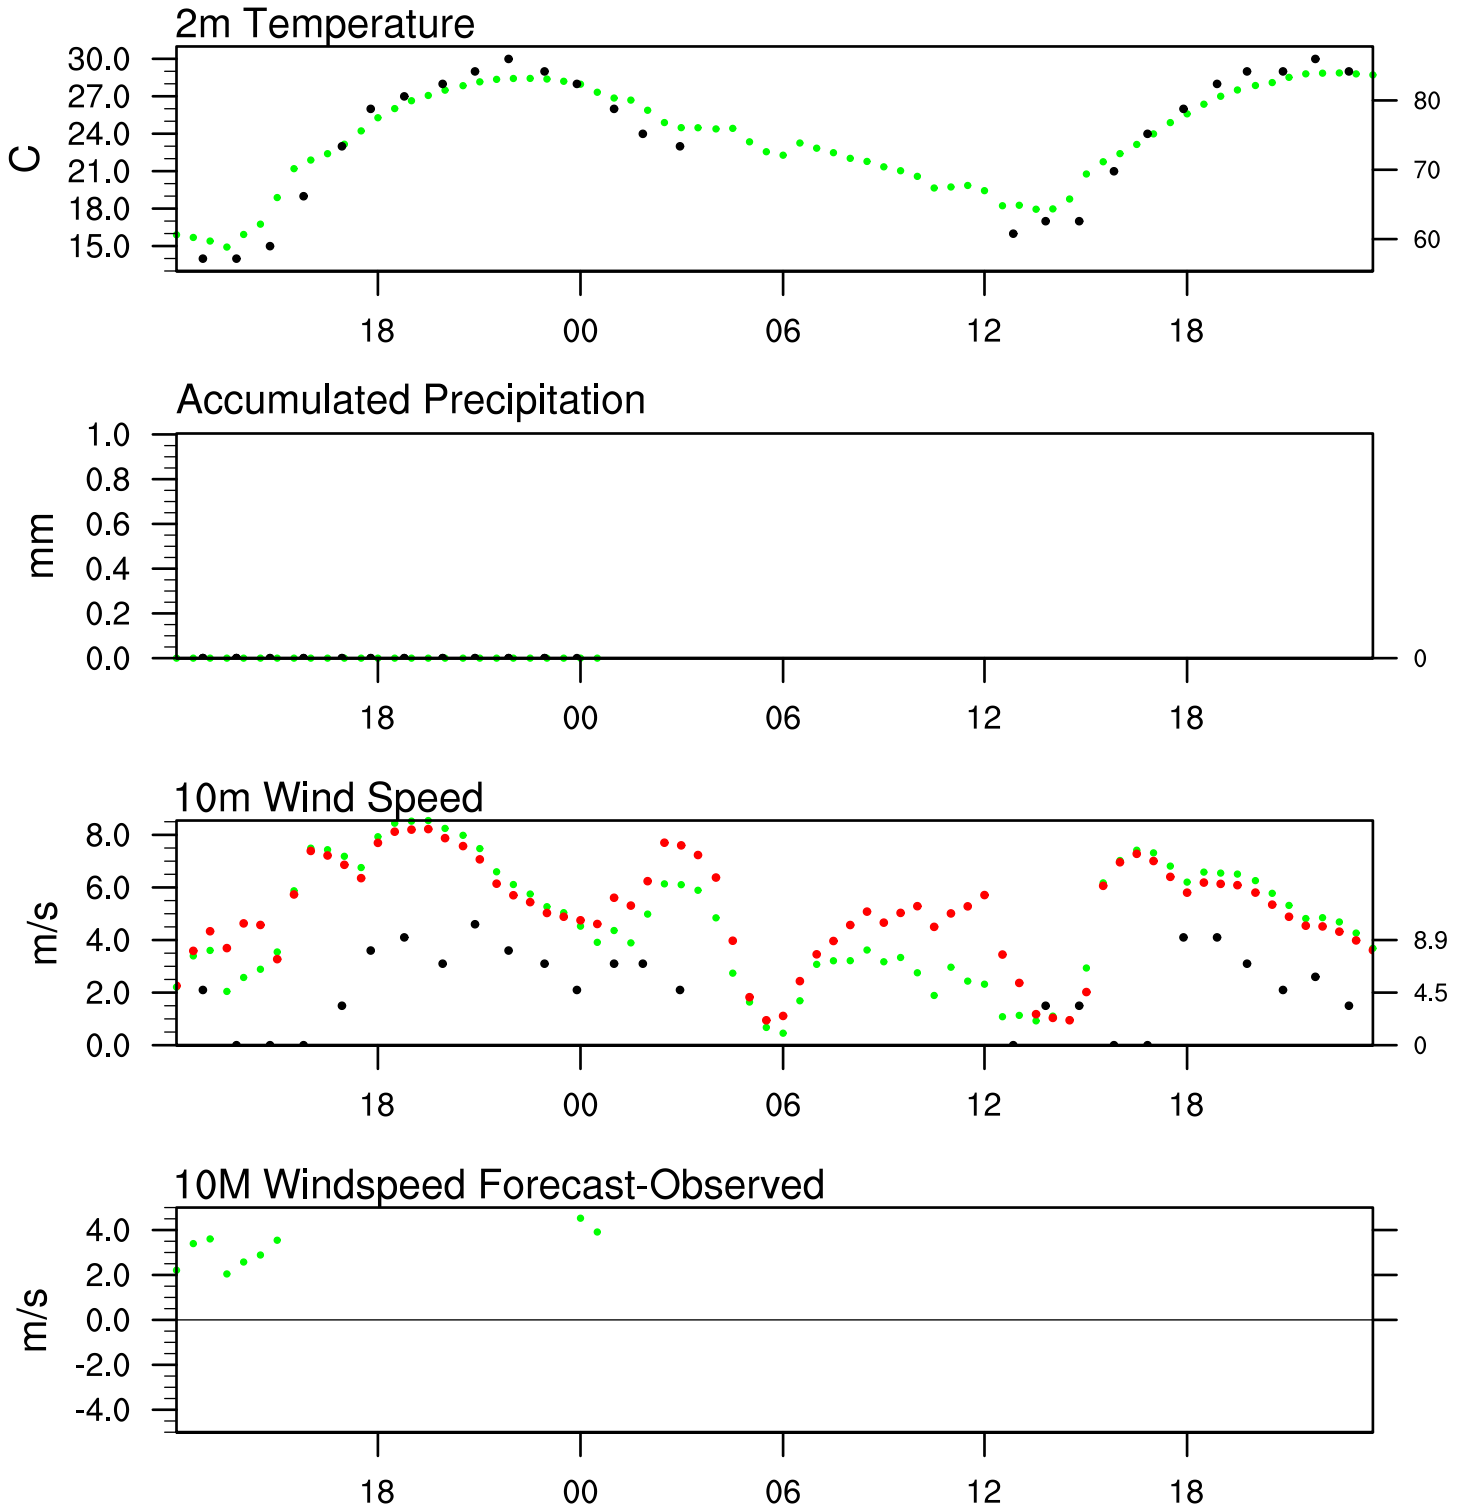 2m Temperature
30.0
27.0
24.0
21.0
18.0
15.0
C
80
70
60
18 00 06 12 18
Accumulated Precipitation
1.0
0.8
0.6
0.4
0.2
0.0
mm
0
18 00 06 12 18
10m Wind Speed
8.0
6.0
4.0
2.0
0.0
m/s
8.9
4.5
0
18 00 06 12 18
10M Windspeed Forecast-Observed
4.0
2.0
0.0
-2.0
-4.0
m/s
18 00 06 12 18